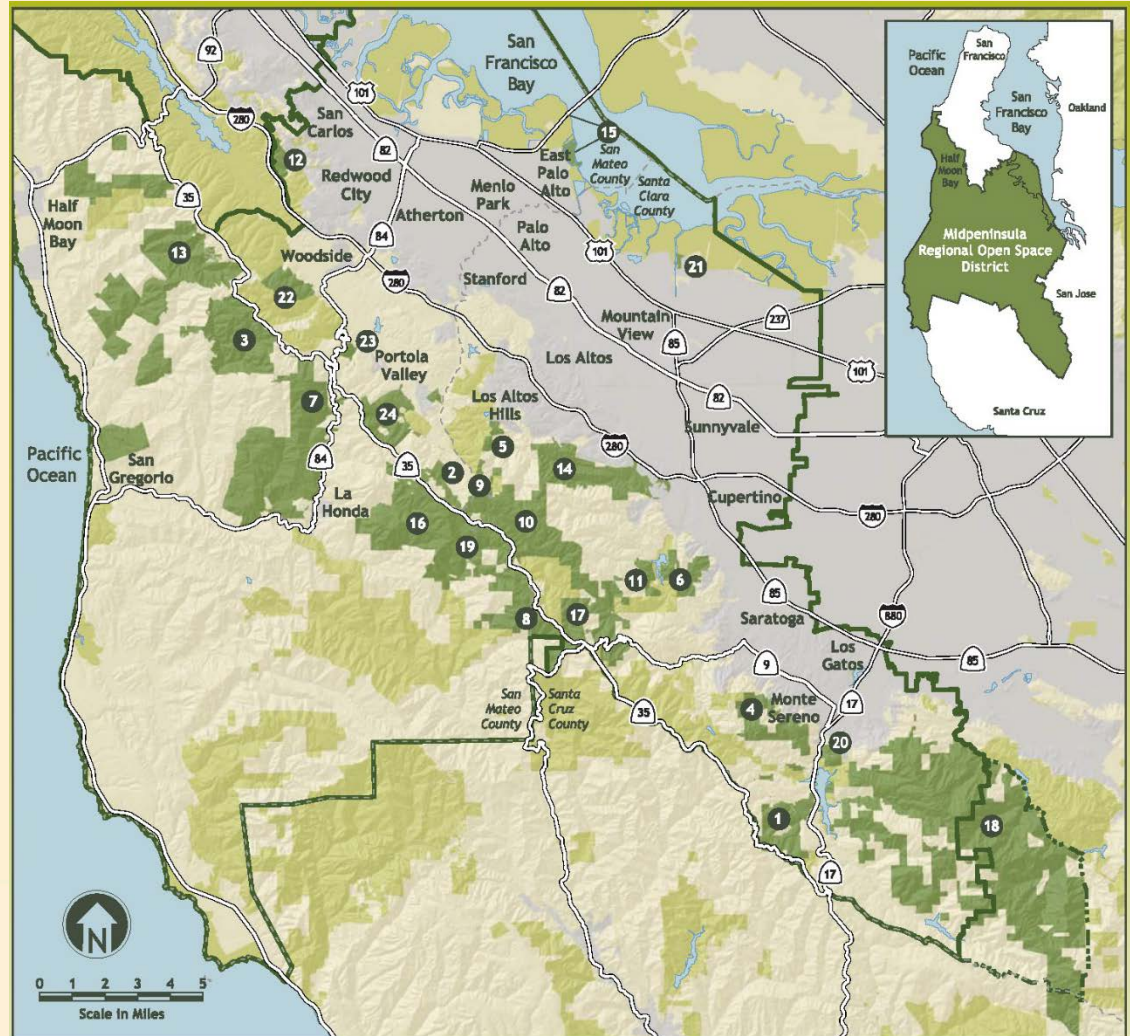 92
280
101
San
Francisco
Bay
San
Carlos
12
82
Redwood
City
15
San
Mateo
County
East
Palo
Alto
Santa
Clara
County
Menlo
Park
Atherton
Palo
Alto
35
Half
Moon
Bay
84
Woodside
13
280
Stanford
101
21
22
82
237
3
23
Portola
Valley
Mountain
View
85
Los Altos
101
7
24
Los Altos
Hills
82
Sunnyvale
Pacific
Ocean
San
Gregorio
84
35
5
280
2
9
14
La
Honda
Cupertino
16
10
280
19
11
6
8
17
85
880
Saratoga
Los
Gatos
85
9
San
Mateo
County
Santa
Cruz
County
35
4
Monte
Sereno
17
20
1
18
17
N
0 1 2 3 4 5
Scale in Miles
Pacific
Ocean
San
Francisco
San
Francisco
Bay
Oakland
Half
Moon
Bay
Midpeninsula
Regional Open Space
District
San Jose
Santa Cruz